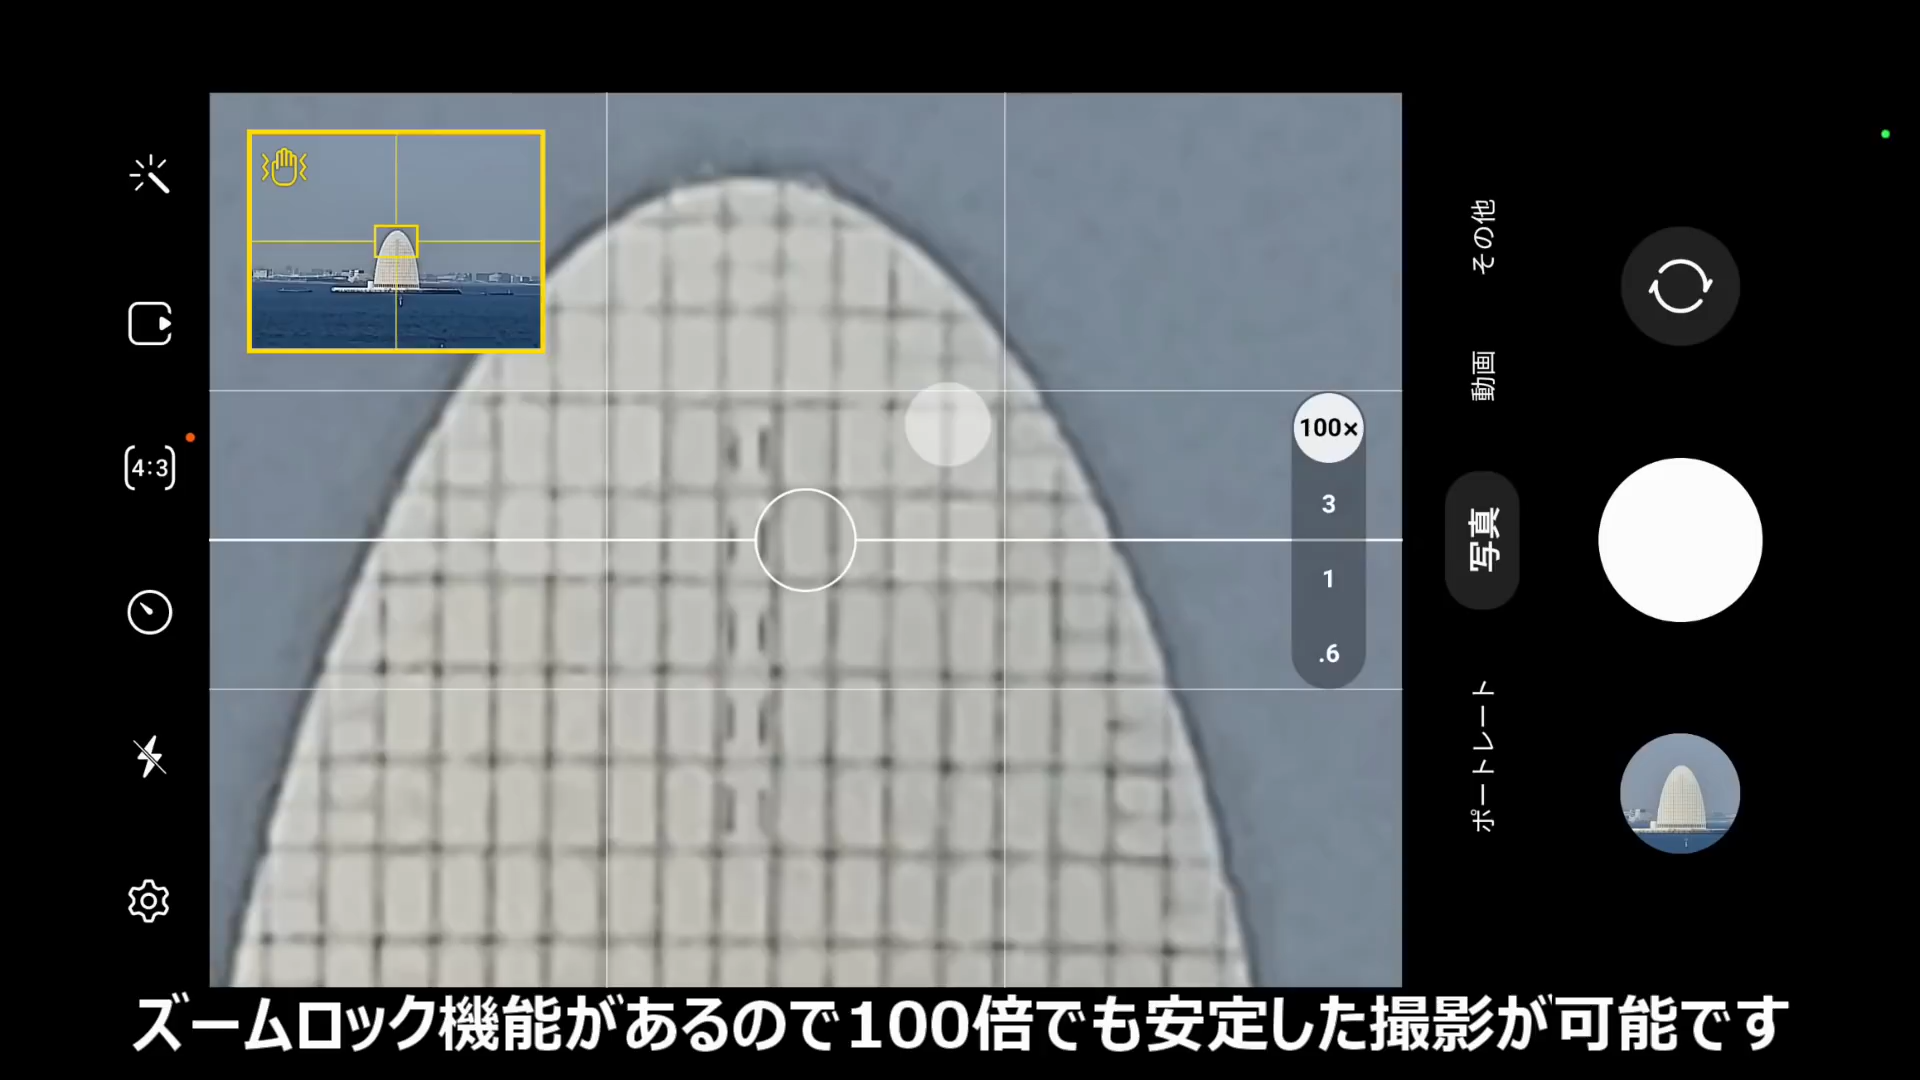 4:3
100×
3
1
.6
その他
動画
写真
ポートレート
ズームロック機能があるので100倍でも安定した撮影が可能です